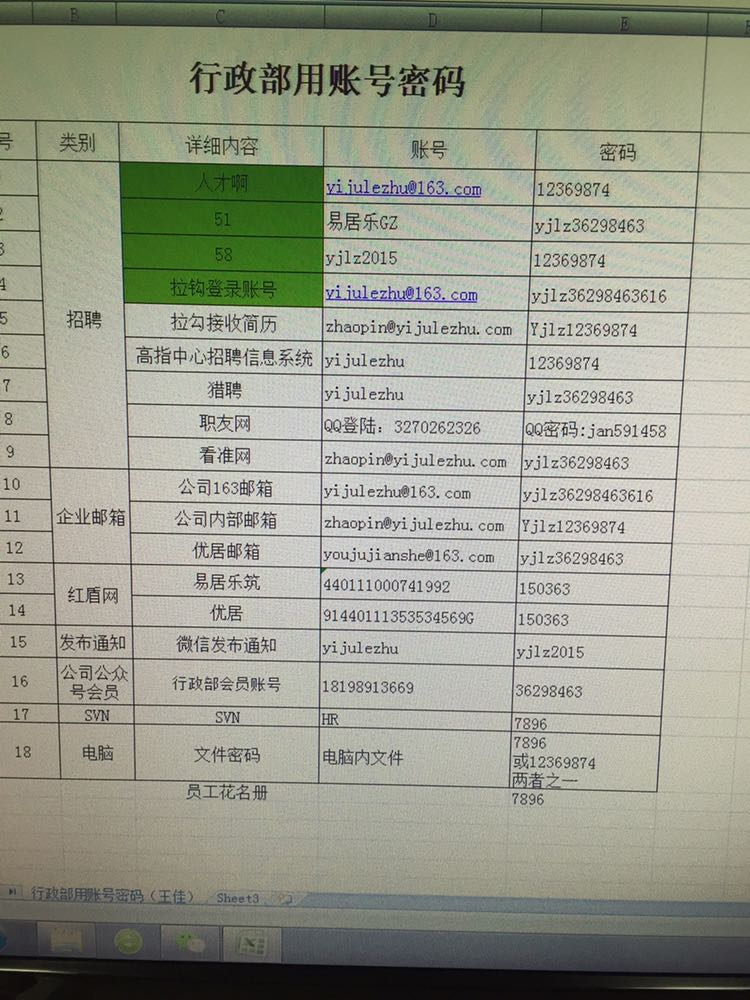 B C D E
行政部用账号密码
号 类别 详细内容 账号 密码
招聘 人才啊 yijulezhu@163.com 12369874
2 51 易居乐GZ yjlz36298463
3 58 yjlz2015 12369874
4 拉钩登录账号 yijulezhu@163.com yjlz36298463616
5 拉勾接收简历 zhaopin@yijulezhu.com Yjlz12369874
6 高指中心招聘信息系统 yijulezhu 12369874
7 猎聘 yijulezhu yjlz36298463
8 职友网 QQ登陆：3270262326 QQ密码:jan591458
9 看准网 zhaopin@yijulezhu.com yjlz36298463
10 企业邮箱 公司163邮箱 yijulezhu@163.com yjlz36298463616
11 公司内部邮箱 zhaopin@yijulezhu.com Yjlz12369874
12 优居邮箱 youjujianshe@163.com yjlz36298463
13 红盾网 易居乐筑 440111000741992 150363
14 优居 91440111353534569G 150363
15 发布通知 微信发布通知 yijulezhu yjlz2015
16 公司公众号会员 行政部会员账号 18198913669 36298463
17 SVN SVN HR 7896
18 电脑 文件密码 电脑内文件 7896
或12369874
两者之一
员工花名册 7896
行政部用账号密码（王佳） Sheet3